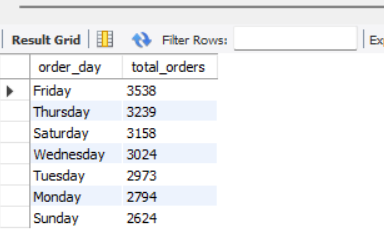 Result Grid Filter Rows:
order_day total_orders
Friday 3538
Thursday 3239
Saturday 3158
Wednesday 3024
Tuesday 2973
Monday 2794
Sunday 2624